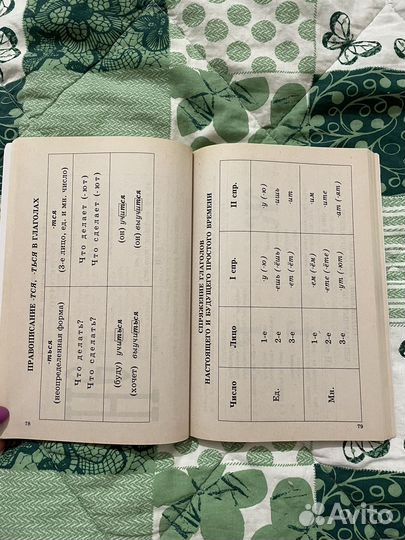 ПРАВОПИСАНИЕ -ТСЯ, -ТЬСЯ В ГЛАГОЛАХ
-ться -тся
(неопределенная форма) (3-е лицо, ед. и мн. число)
Что делать? Что делает (-ют)
Что сделать? Что сделает (-ют)
(буду) учиться (он) учится
(хочет) выучиться (он) выучится
78
СПРЯЖЕНИЕ ГЛАГОЛОВ
НАСТОЯЩЕГО И БУДУЩЕГО ПРОСТОГО ВРЕМЕНИ
Число Лицо I спр. II спр.
1-е -у (-ю) -у (-ю)
Ед. 2-е -ешь (-ёшь) -ишь
3-е -ет (-ёт) -ит
1-е -ем (-ём) -им
Мн. 2-е -ете (-ёте) -ите
3-е -ут (-ют) -ат (-ят)
79
Avito